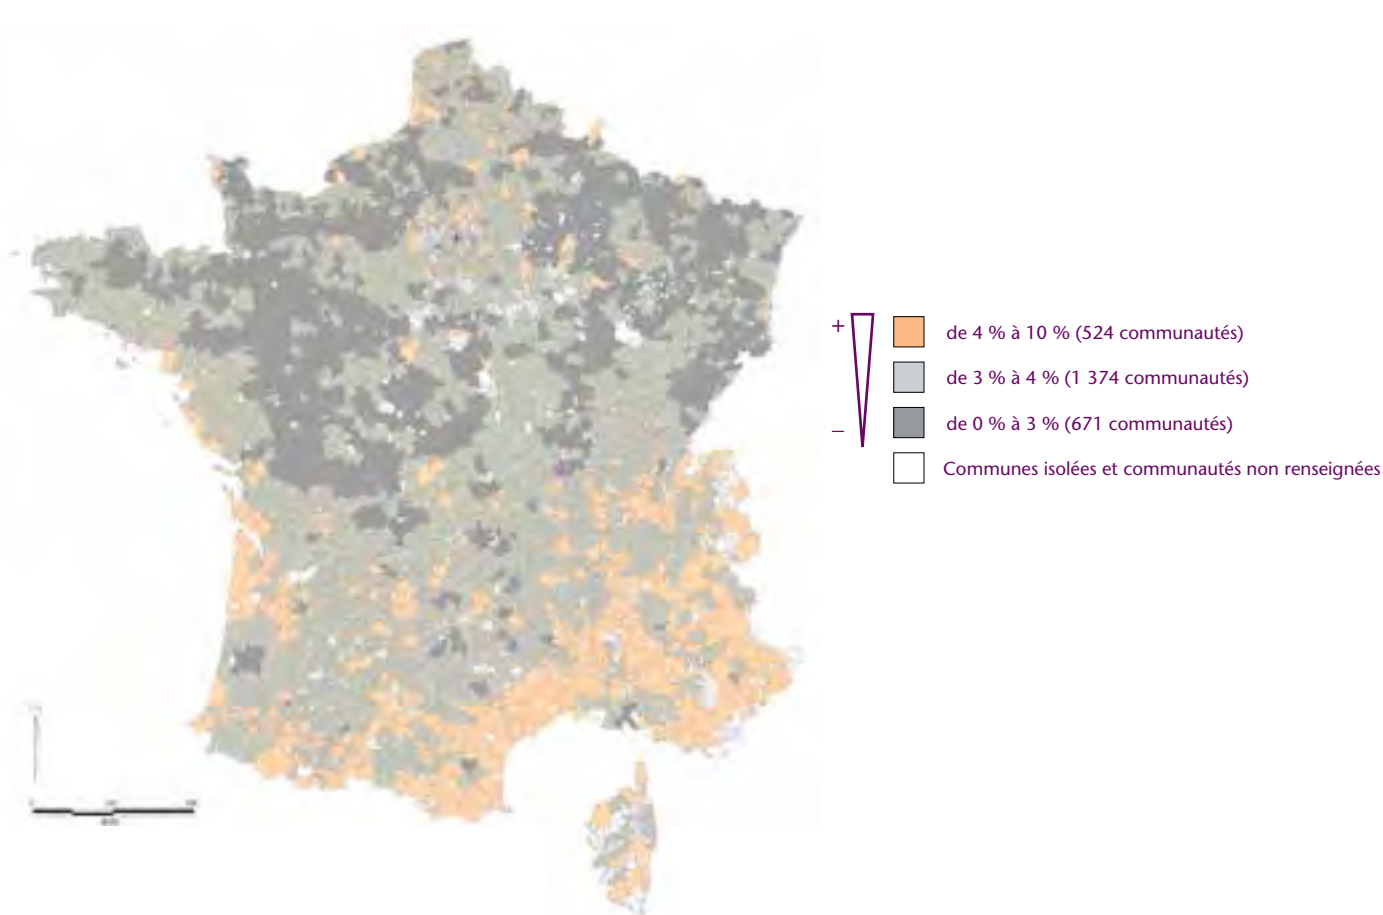 +
de 4 % à 10 % (524 communautés)
de 3 % à 4 % (1 374 communautés)
–
de 0 % à 3 % (671 communautés)
Communes isolées et communautés non renseignées